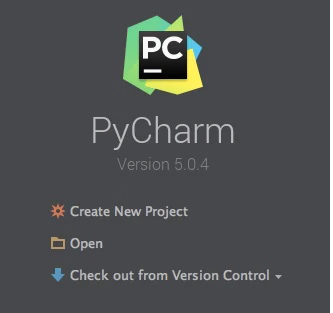 PC
PyCharm
Version 5.0.4
Create New Project
Open
Check out from Version Control